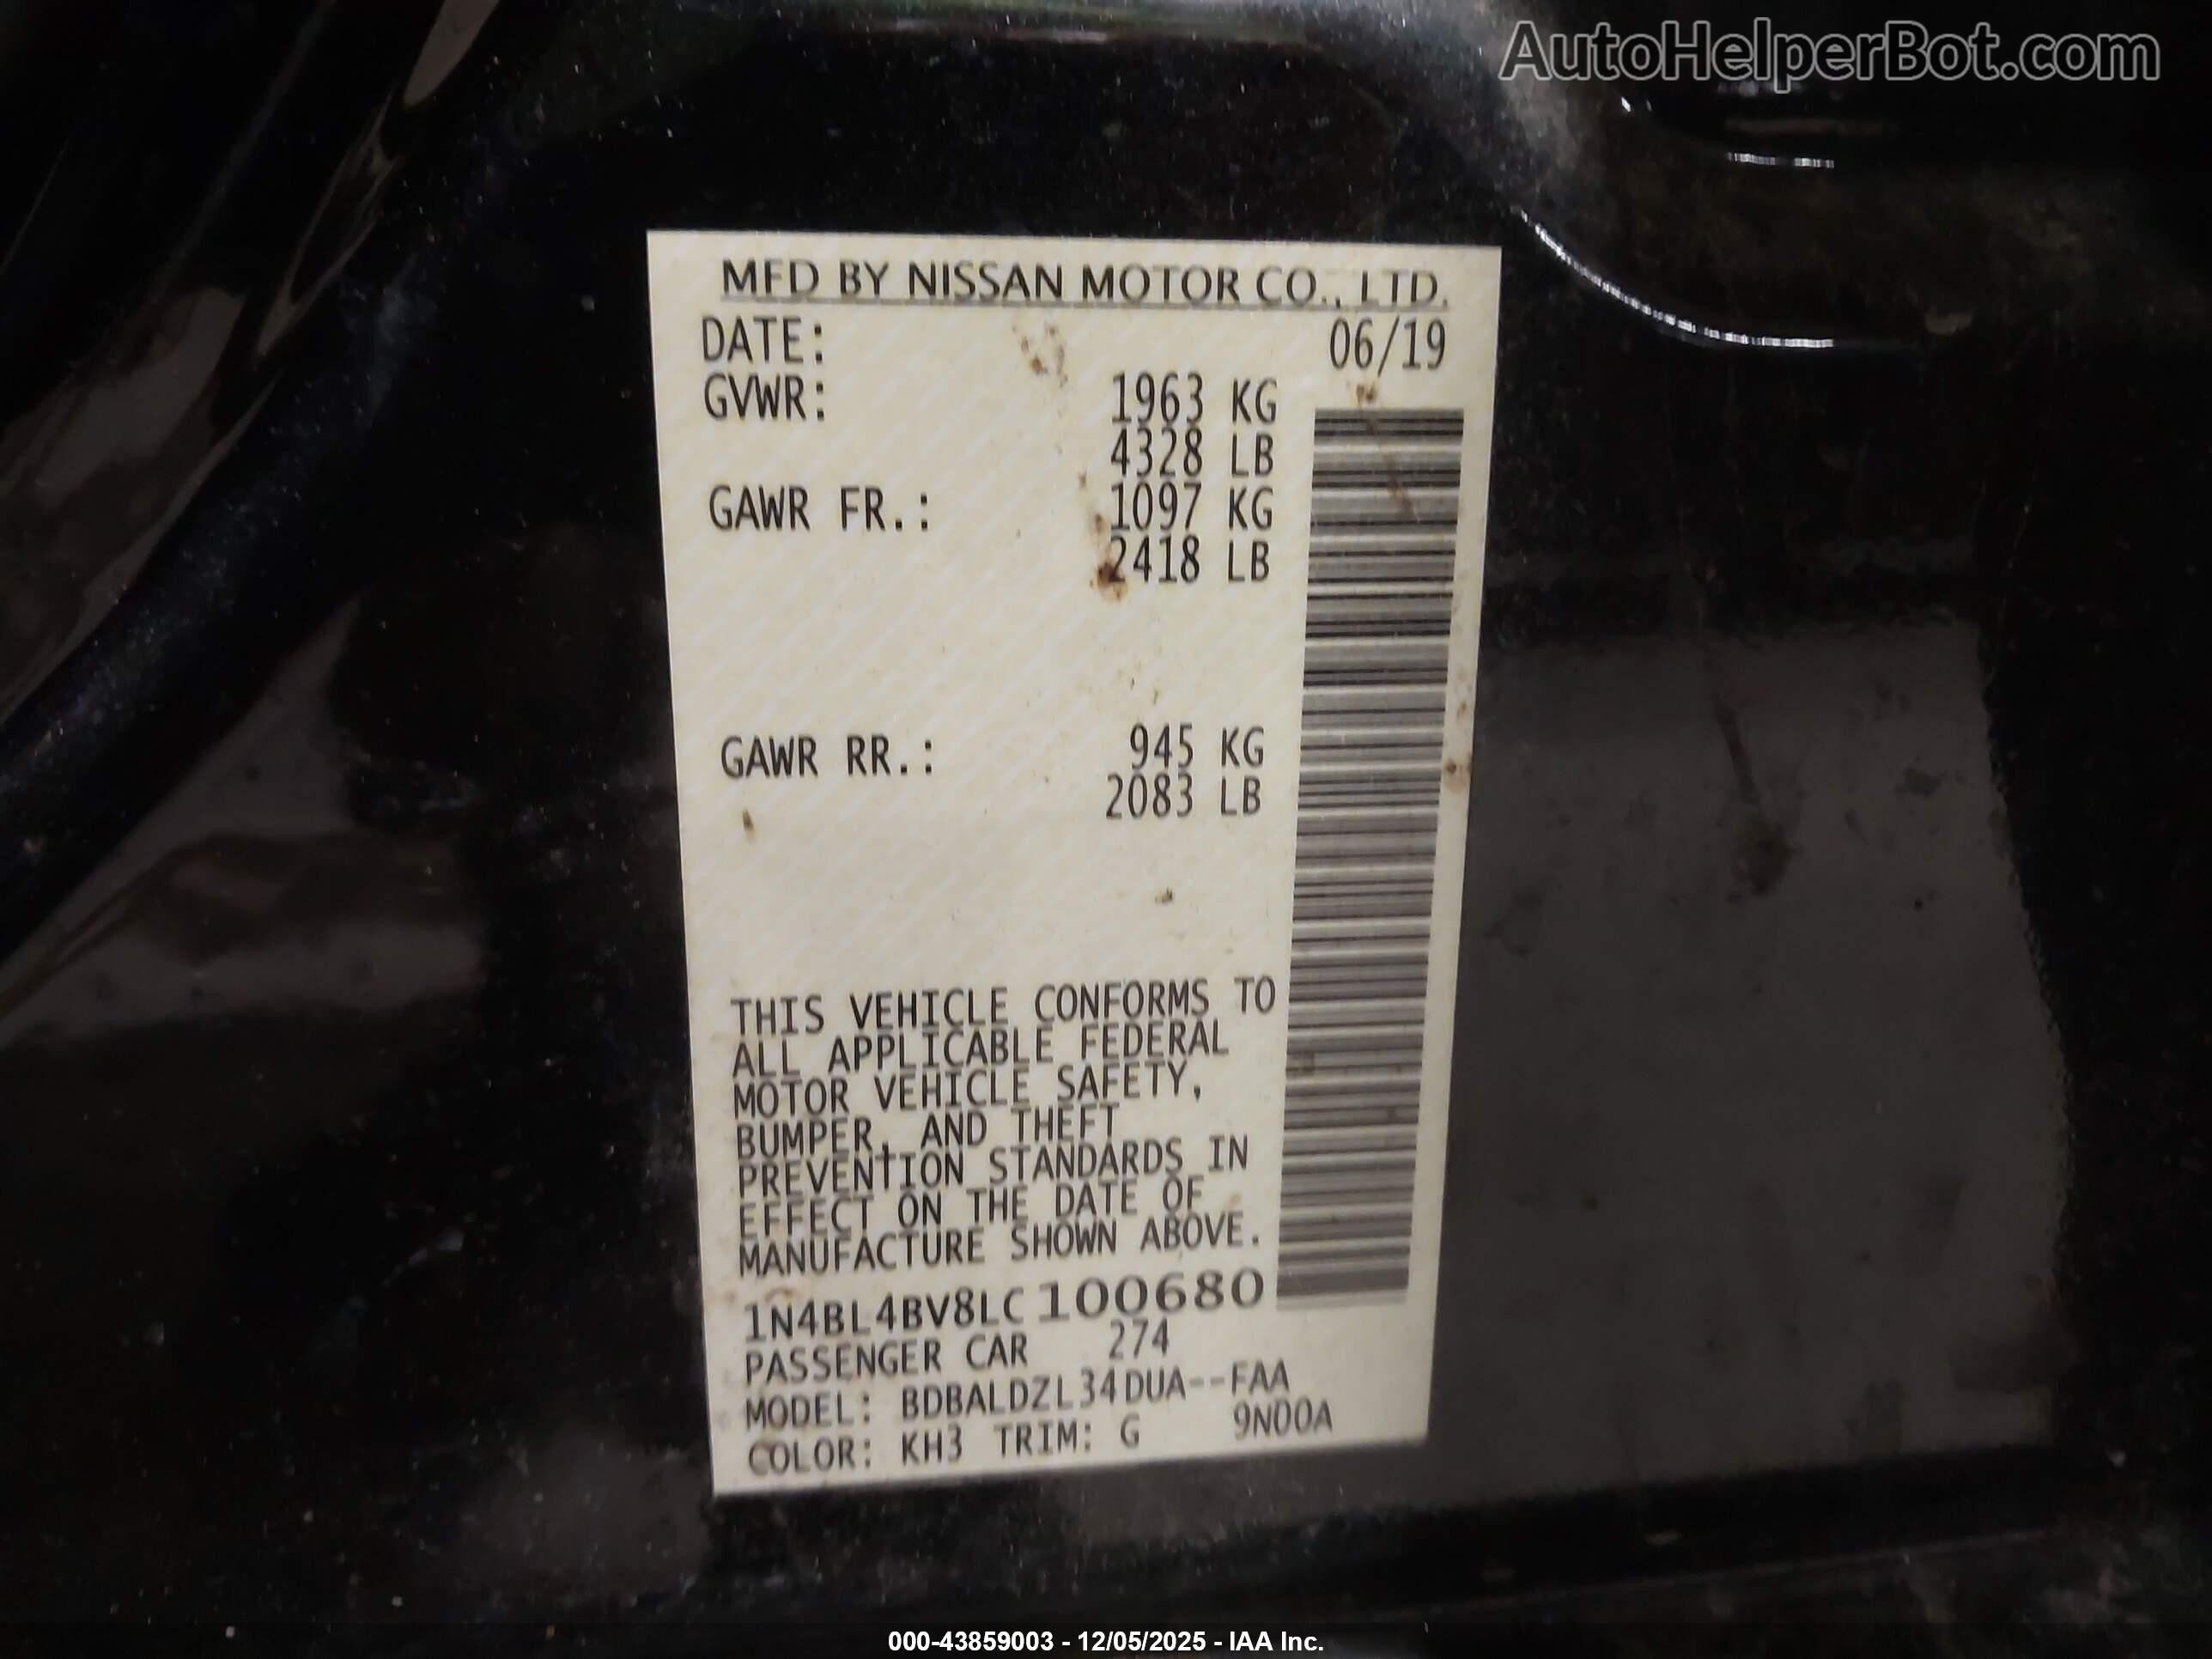 AutoHelperBot.com
MFD BY NISSAN MOTOR CO., LTD.
DATE: 06/19
GVWR: 1963 KG
4328 LB
GAWR FR.: 1097 KG
2418 LB
GAWR RR.: 945 KG
2083 LB
THIS VEHICLE CONFORMS TO
ALL APPLICABLE FEDERAL
MOTOR VEHICLE SAFETY,
BUMPER, AND THEFT
PREVENTION STANDARDS IN
EFFECT ON THE DATE OF
MANUFACTURE SHOWN ABOVE.
1N4BL4BV8LC100680
PASSENGER CAR 274
MODEL: BDBALDZL34DUA--FAA
COLOR: KH3 TRIM: G 9N00A
000-43859003 - 12/05/2025 - IAA Inc.